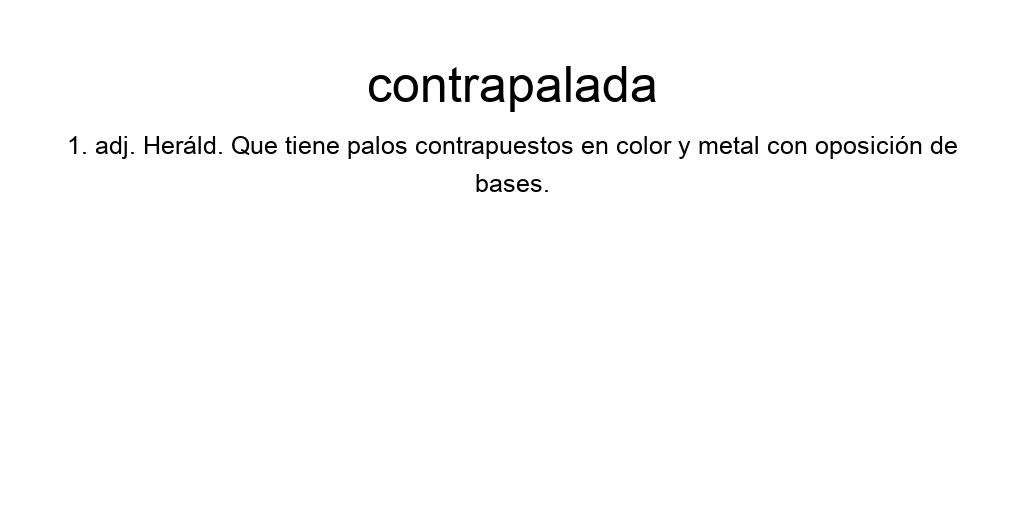 contrapalada
1. adj. Heráld. Que tiene palos contrapuestos en color y metal con oposición de
bases.